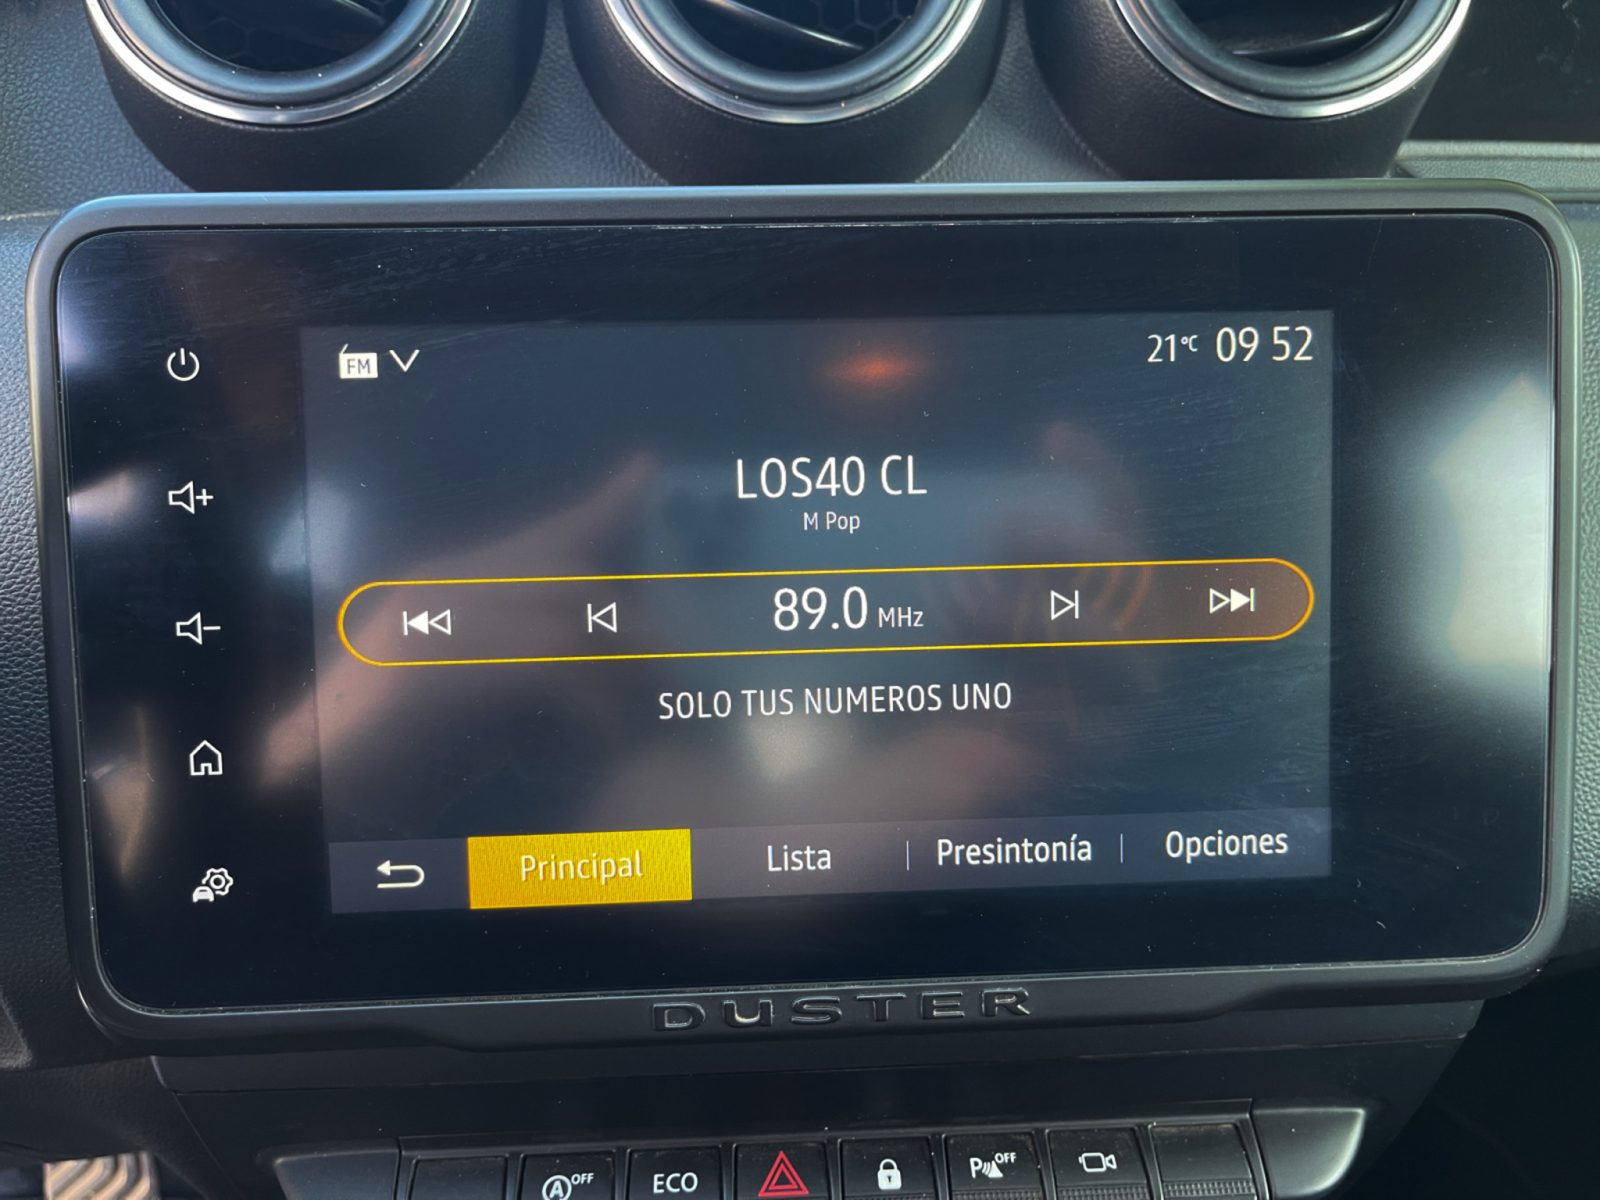 FM
21°C 09 52
LOS40 CL
M Pop
89.0 MHz
SOLO TUS NUMEROS UNO
Principal
Lista
Presintonía
Opciones
DUSTER
A OFF
ECO
P OFF